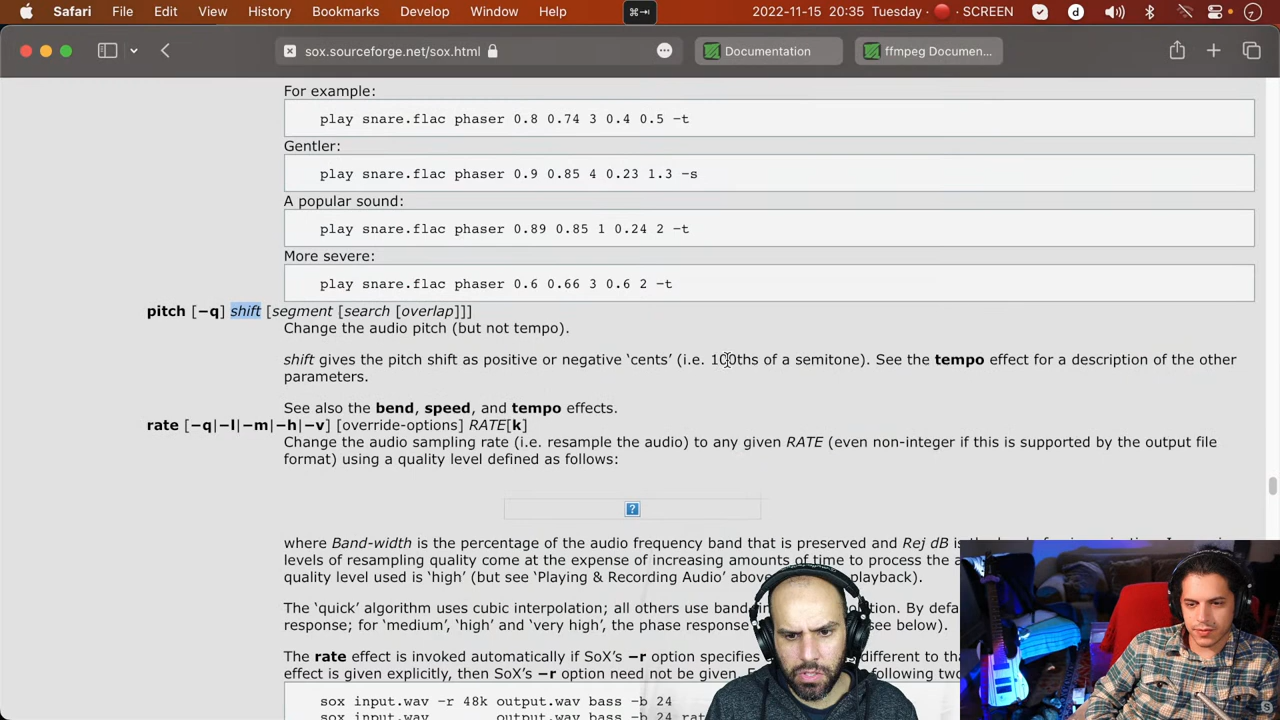 Safari File Edit View History Bookmarks Develop Window Help 2022-11-15 20:35 Tuesday SCREEN
sox.sourceforge.net/sox.html Documentation ffmpeg Documen...
For example:
play snare.flac phaser 0.8 0.74 3 0.4 0.5 −t
Gentler:
play snare.flac phaser 0.9 0.85 4 0.23 1.3 −s
A popular sound:
play snare.flac phaser 0.89 0.85 1 0.24 2 −t
More severe:
play snare.flac phaser 0.6 0.66 3 0.6 2 −t
pitch [−q] shift [segment [search [overlap]]]
Change the audio pitch (but not tempo).
shift gives the pitch shift as positive or negative ‘cents’ (i.e. 100ths of a semitone). See the tempo effect for a description of the other
parameters.
See also the bend, speed, and tempo effects.
rate [−q|−l|−m|−h|−v] [override-options] RATE[k]
Change the audio sampling rate (i.e. resample the audio) to any given RATE (even non-integer if this is supported by the output file
format) using a quality level defined as follows:
?
where Band-width is the percentage of the audio frequency band that is preserved and Rej dB is
levels of resampling quality come at the expense of increasing amounts of time to process the
quality level used is ‘high’ (but see ‘Playing & Recording Audio’ playback).
The ‘quick’ algorithm uses cubic interpolation; all others use
response; for ‘medium’, ‘high’ and ‘very high’, the phase response see below).
The rate effect is invoked automatically if SoX’s −r option specifies different to
effect is given explicitly, then SoX’s −r option need not be given. following
sox input.wav −r 48k output.wav bass −b 24
sox input.wav output.wav bass −b 24